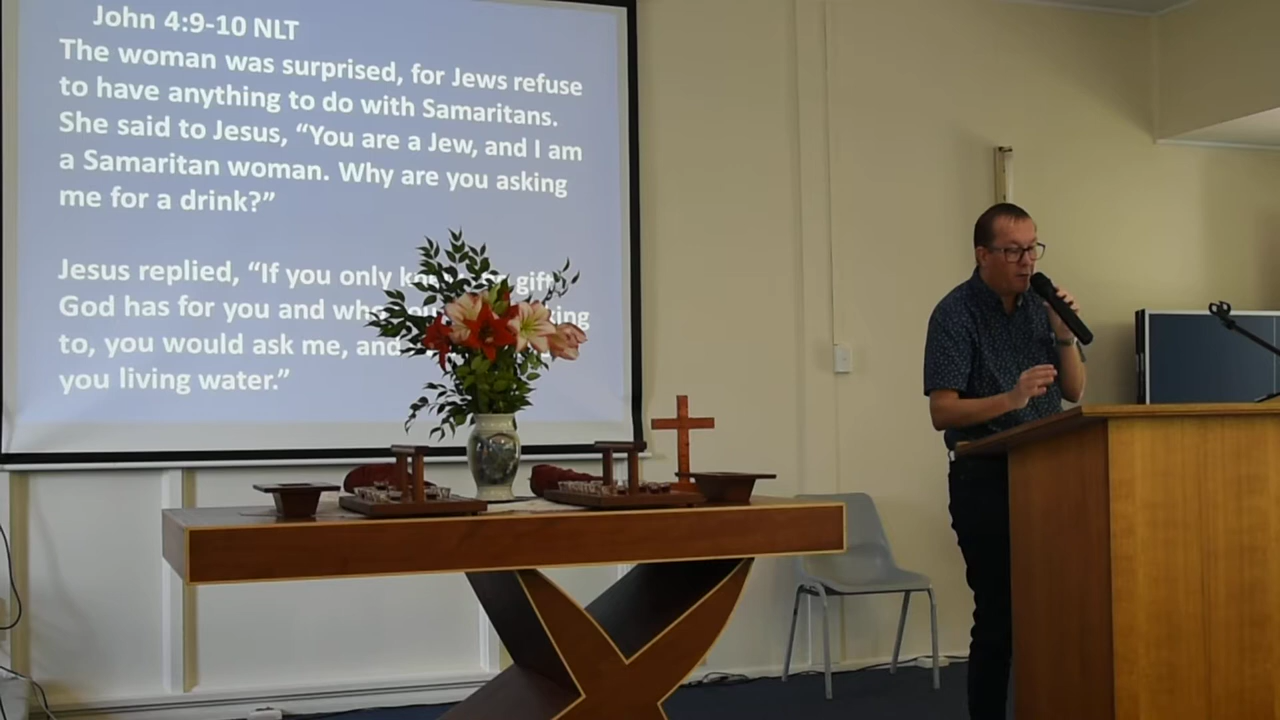 John 4:9-10 NLT
The woman was surprised, for Jews refuse
to have anything to do with Samaritans.
She said to Jesus, “You are a Jew, and I am
a Samaritan woman. Why are you asking
me for a drink?”
Jesus replied, “If you only gift
God has for you and
to, you would ask me, and
you living water.”